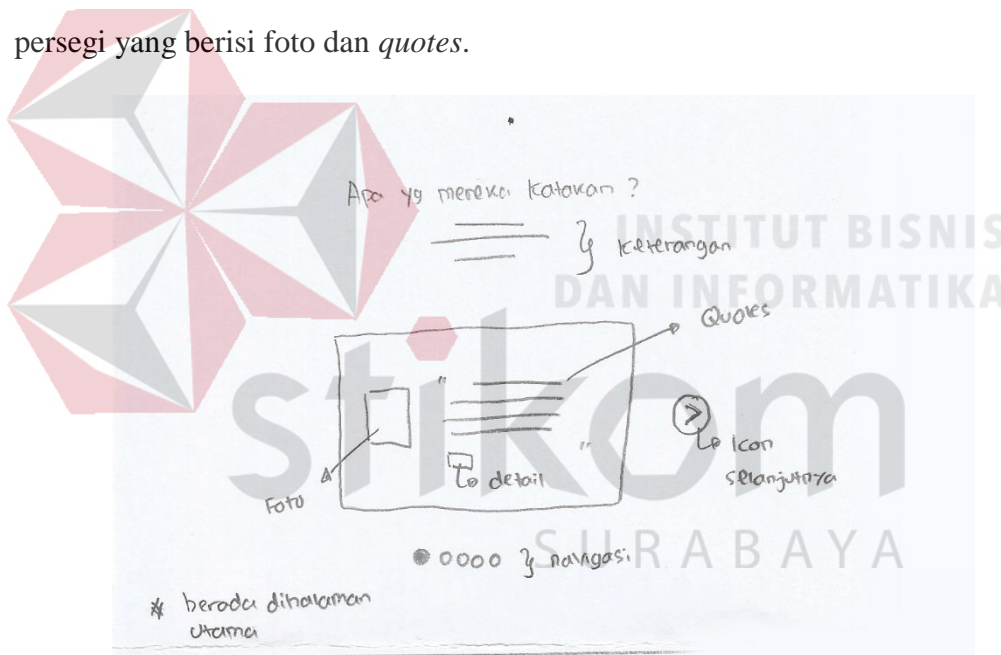 persegi yang berisi foto dan quotes.
Apa yg mereka katakan ?
keterangan
INSTITUT BISNIS
DAN INFORMATIKA
Quotes
stikom
"
"
Icon
selanjutnya
detail
Foto
navigasi
SURABAYA
* berada dihalaman
utama